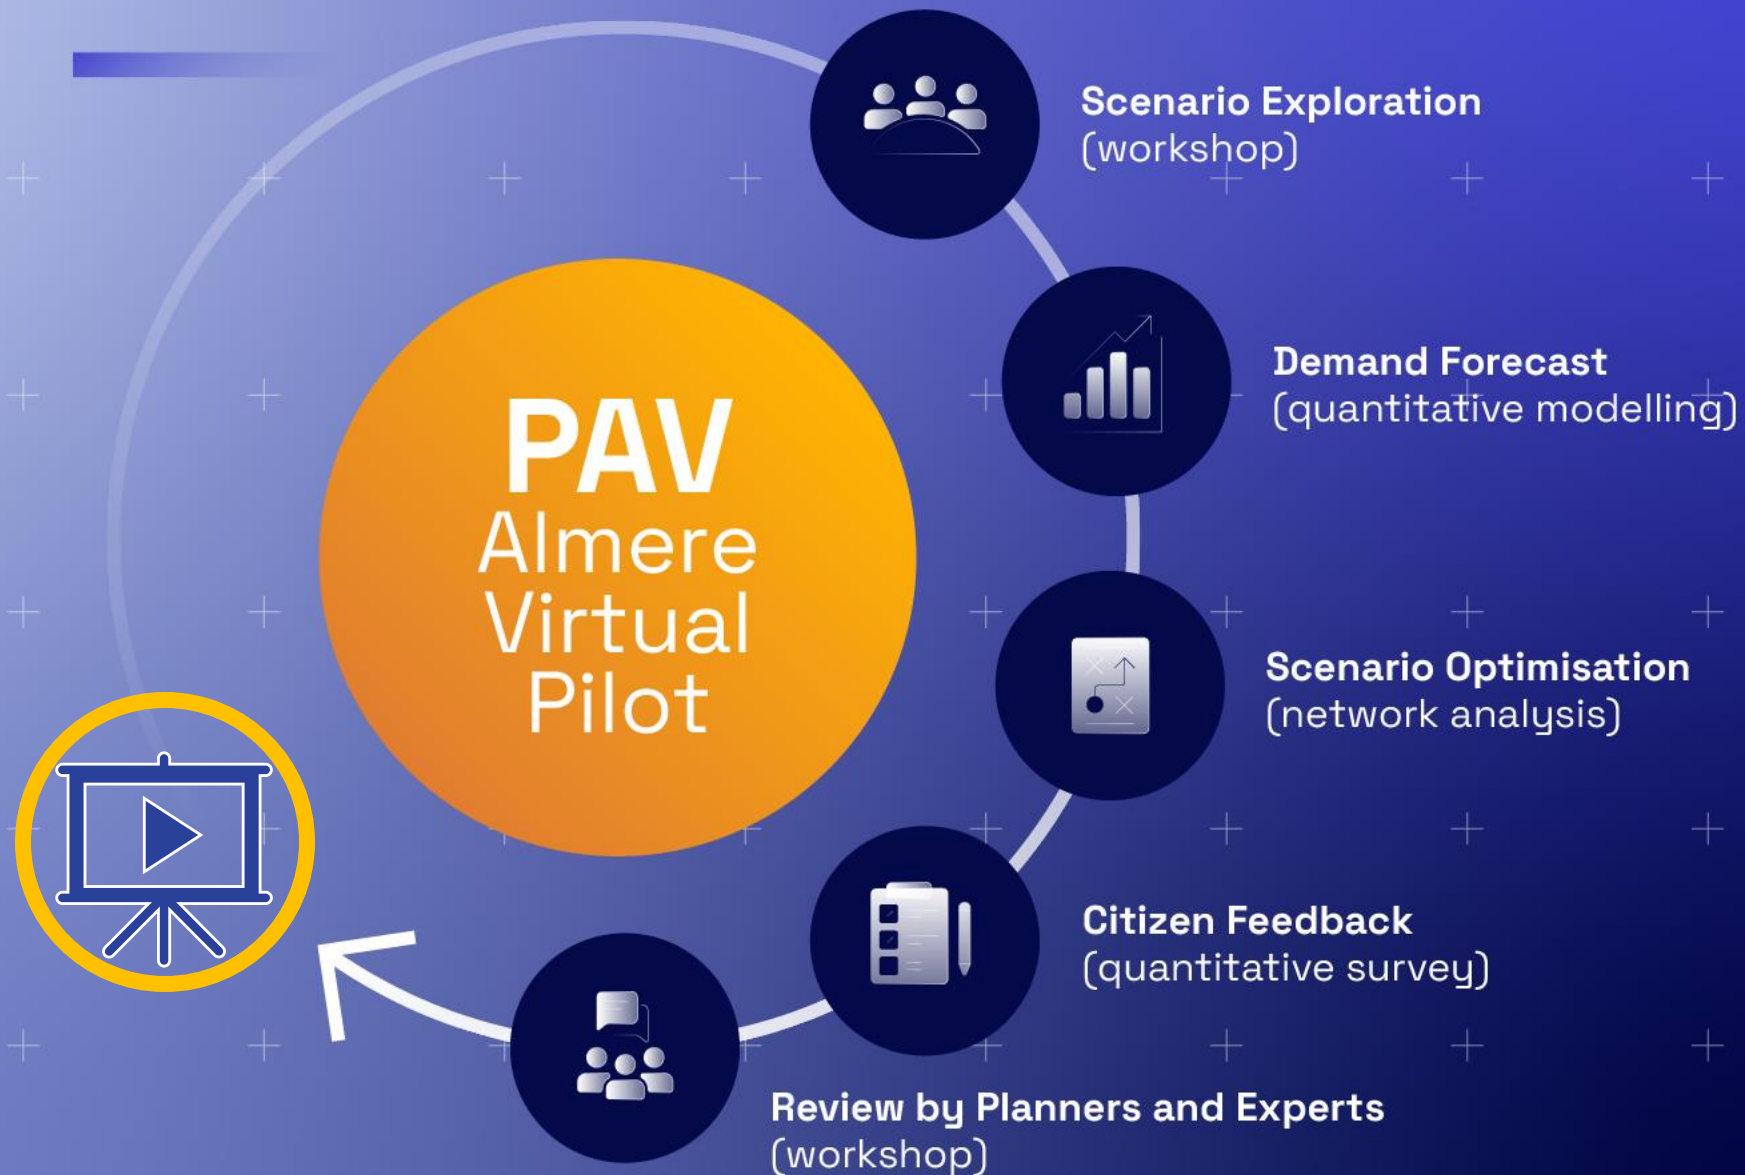 PAV
Almere
Virtual
Pilot
Scenario Exploration
(workshop)
Demand Forecast
(quantitative modelling)
Scenario Optimisation
(network analysis)
Citizen Feedback
(quantitative survey)
Review by Planners and Experts
(workshop)